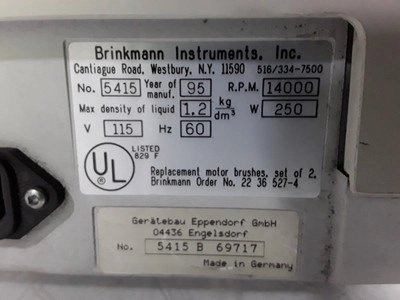 Brinkmann Instruments, Inc.
Cantiague Road, Westbury, N.Y. 11590 516/334-7500
No. 5415 Year of manuf. 95 R.P.M. 14000
Max density of liquid 1.2 kg dm³ W 250
V 115 Hz 60
UL LISTED
829 F
Replacement motor brushes, set of 2,
Brinkmann Order No. 22 36 527-4
Gerätebau Eppendorf GmbH
04436 Engelsdorf
No. 5415 B 69717
Made in Germany